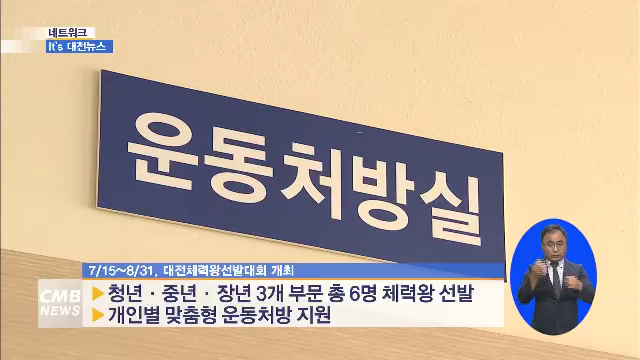 네트워크
It's 대전뉴스
운동처방실
7/15~8/31, 대전체력왕선발대회 개최
▶청년·중년·장년 3개 부문 총 6명 체력왕 선발
▶개인별 맞춤형 운동처방 지원
CMB
NEWS